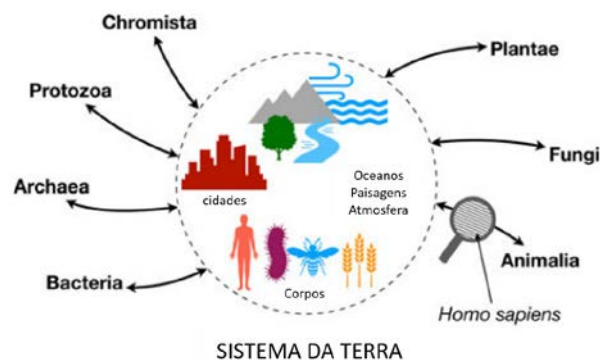 Chromista
Plantae
Protozoa
Fungi
Archaea
cidades
Oceanos
Paisagens
Atmosfera
Animalia
Bacteria
Corpos
Homo sapiens
SISTEMA DA TERRA